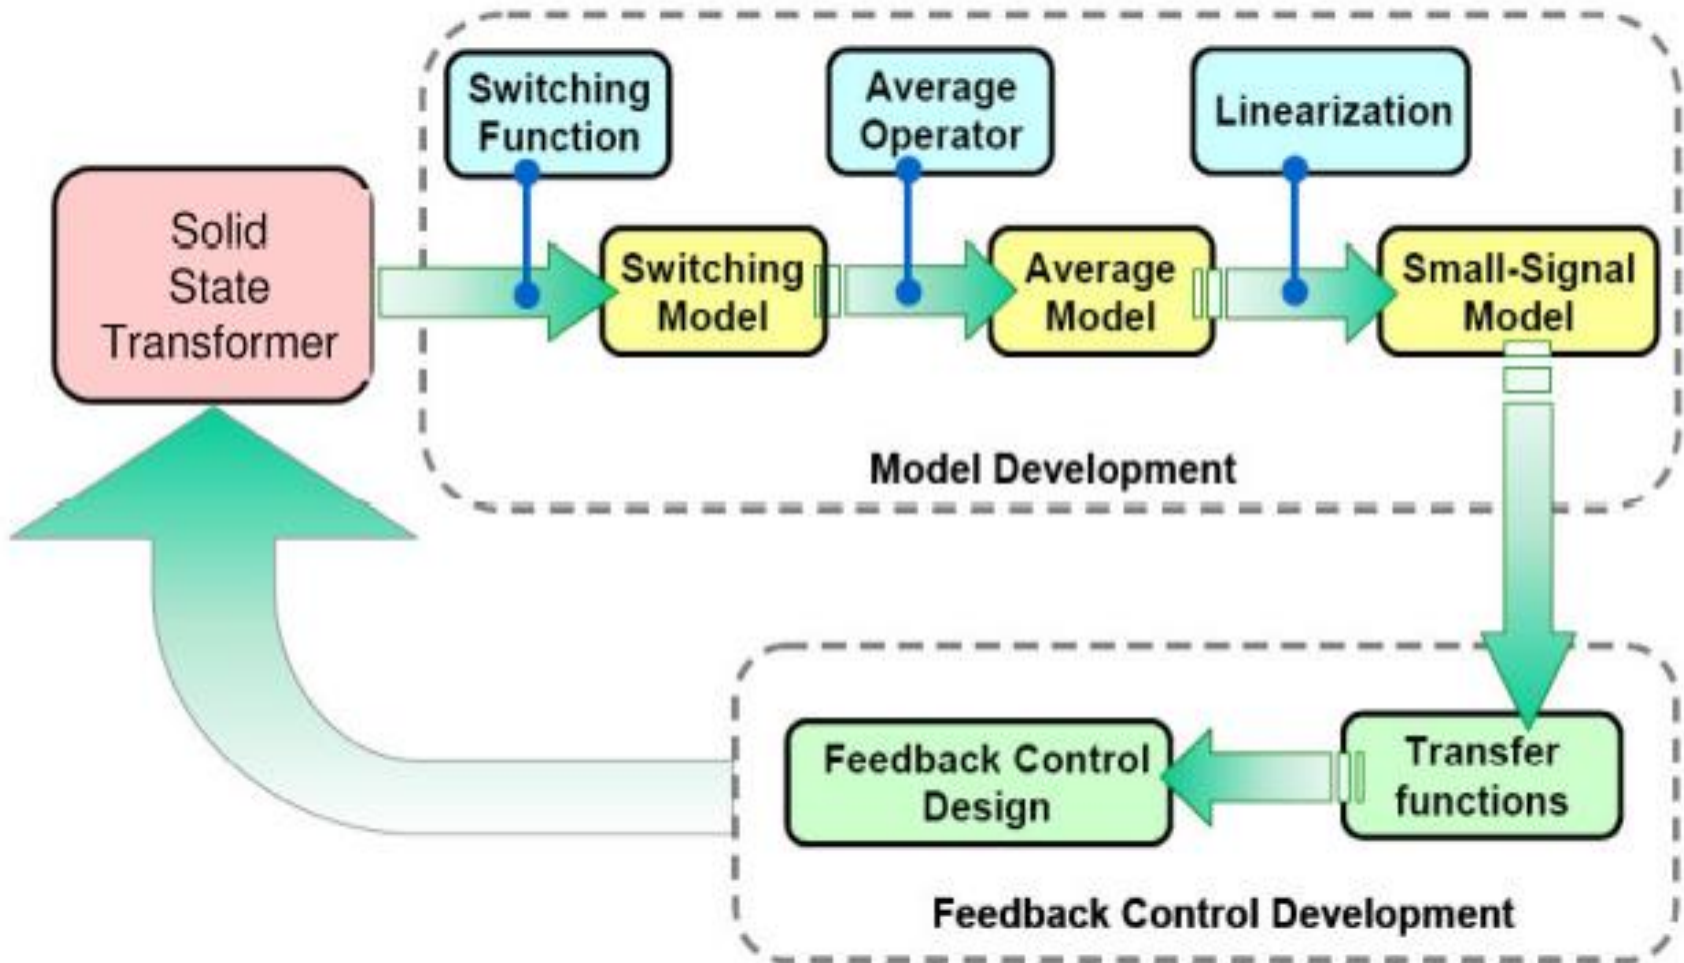 Switching
Function
Average
Operator
Linearization
Solid
State
Transformer
Switching
Model
Average
Model
Small-Signal
Model
Model Development
Feedback Control
Design
Transfer
functions
Feedback Control Development